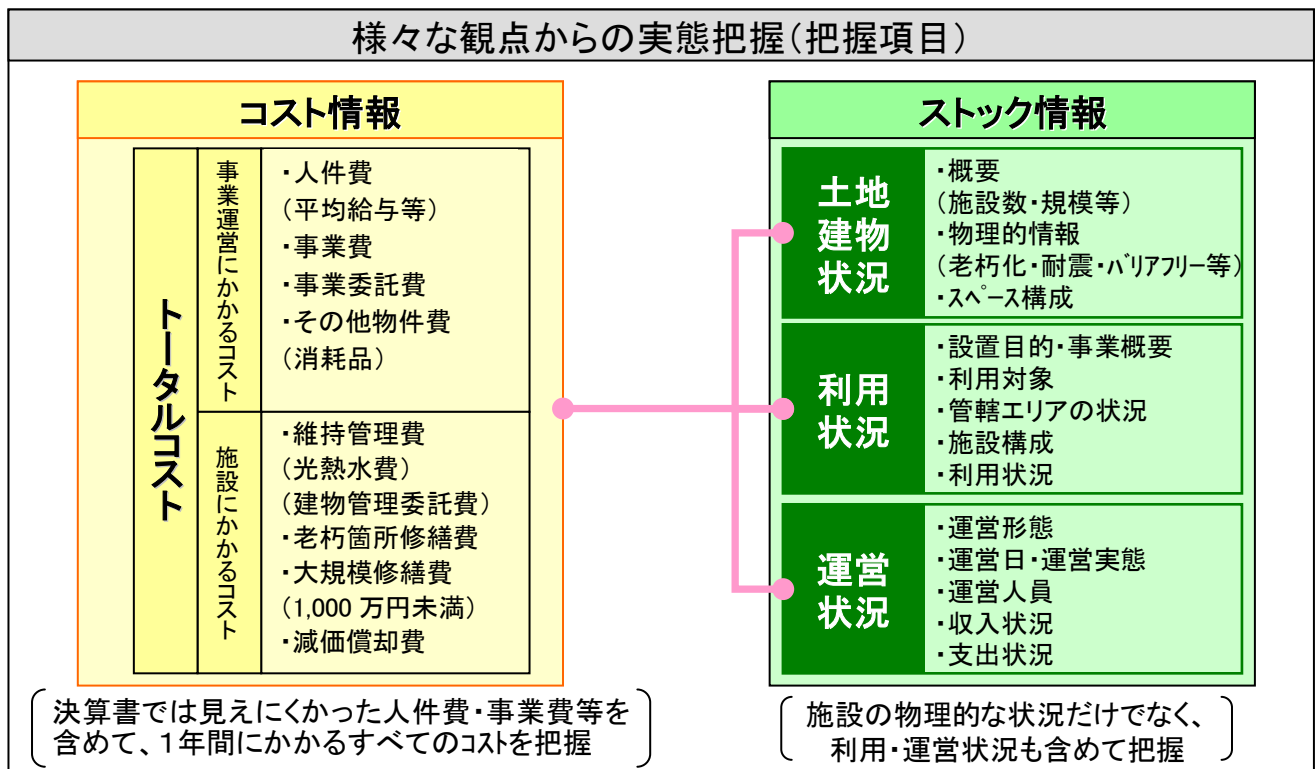 様々な観点からの実態把握(把握項目)
コスト情報
トータルコスト
事業運営にかかるコスト
・人件費
(平均給与等)
・事業費
・事業委託費
・その他物件費
(消耗品)
施設にかかるコスト
・維持管理費
(光熱水費)
(建物管理委託費)
・老朽箇所修繕費
・大規模修繕費
(1,000 万円未満)
・減価償却費
決算書では見えにくかった人件費・事業費等を
含めて、1年間にかかるすべてのｺｽﾄを把握
ストック情報
土地
建物
状況
・概要
(施設数・規模等)
・物理的情報
(老朽化・耐震・ﾊﾞﾘｱﾌﾘｰ等)
・ｽﾍﾟｰｽ構成
利用
状況
・設置目的・事業概要
・利用対象
・管轄エリアの状況
・施設構成
・利用状況
運営
状況
・運営形態
・運営日・運営実態
・運営人員
・収入状況
・支出状況
施設の物理的な状況だけでなく、
利用・運営状況も含めて把握